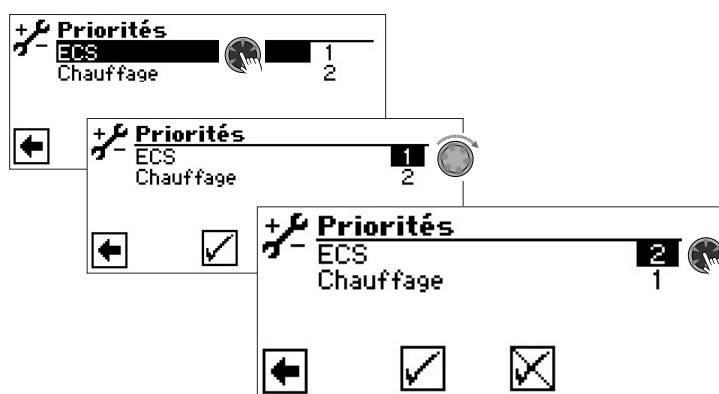 Priorités
ECS 1
Chauffage 2
Priorités
ECS 1
Chauffage 2
Priorités
ECS 2
Chauffage 1